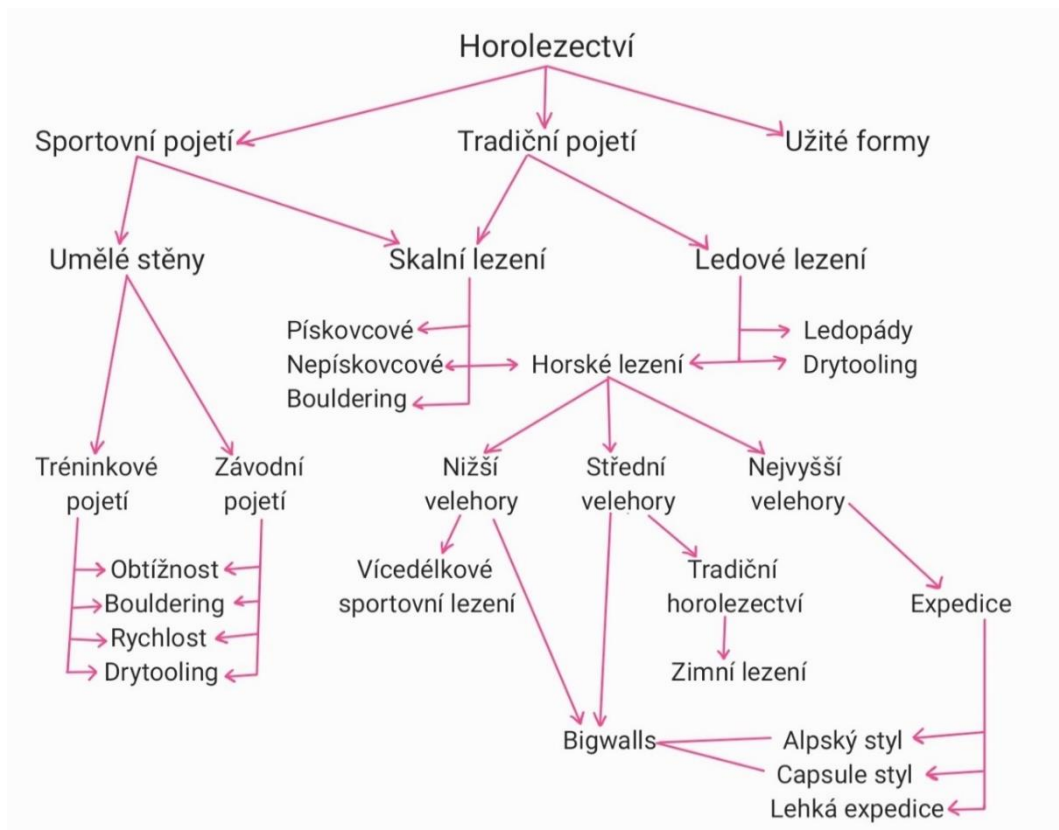 Horolezectví
Sportovní pojetí
Tradiční pojetí
Užité formy
Umělé stěny
Skalní lezení
Ledové lezení
Pískovcové
Nepískovcové
Bouldering
Horské lezení
Ledopády
Drytooling
Tréninkové
pojetí
Závodní
pojetí
Nižší
velehory
Střední
velehory
Nejvyšší
velehory
Obtížnost
Bouldering
Rychlost
Drytooling
Vícedélkové
sportovní lezení
Tradiční
horolezectví
Zimní lezení
Expedice
Bigwalls
Alpský styl
Capsule styl
Lehká expedice